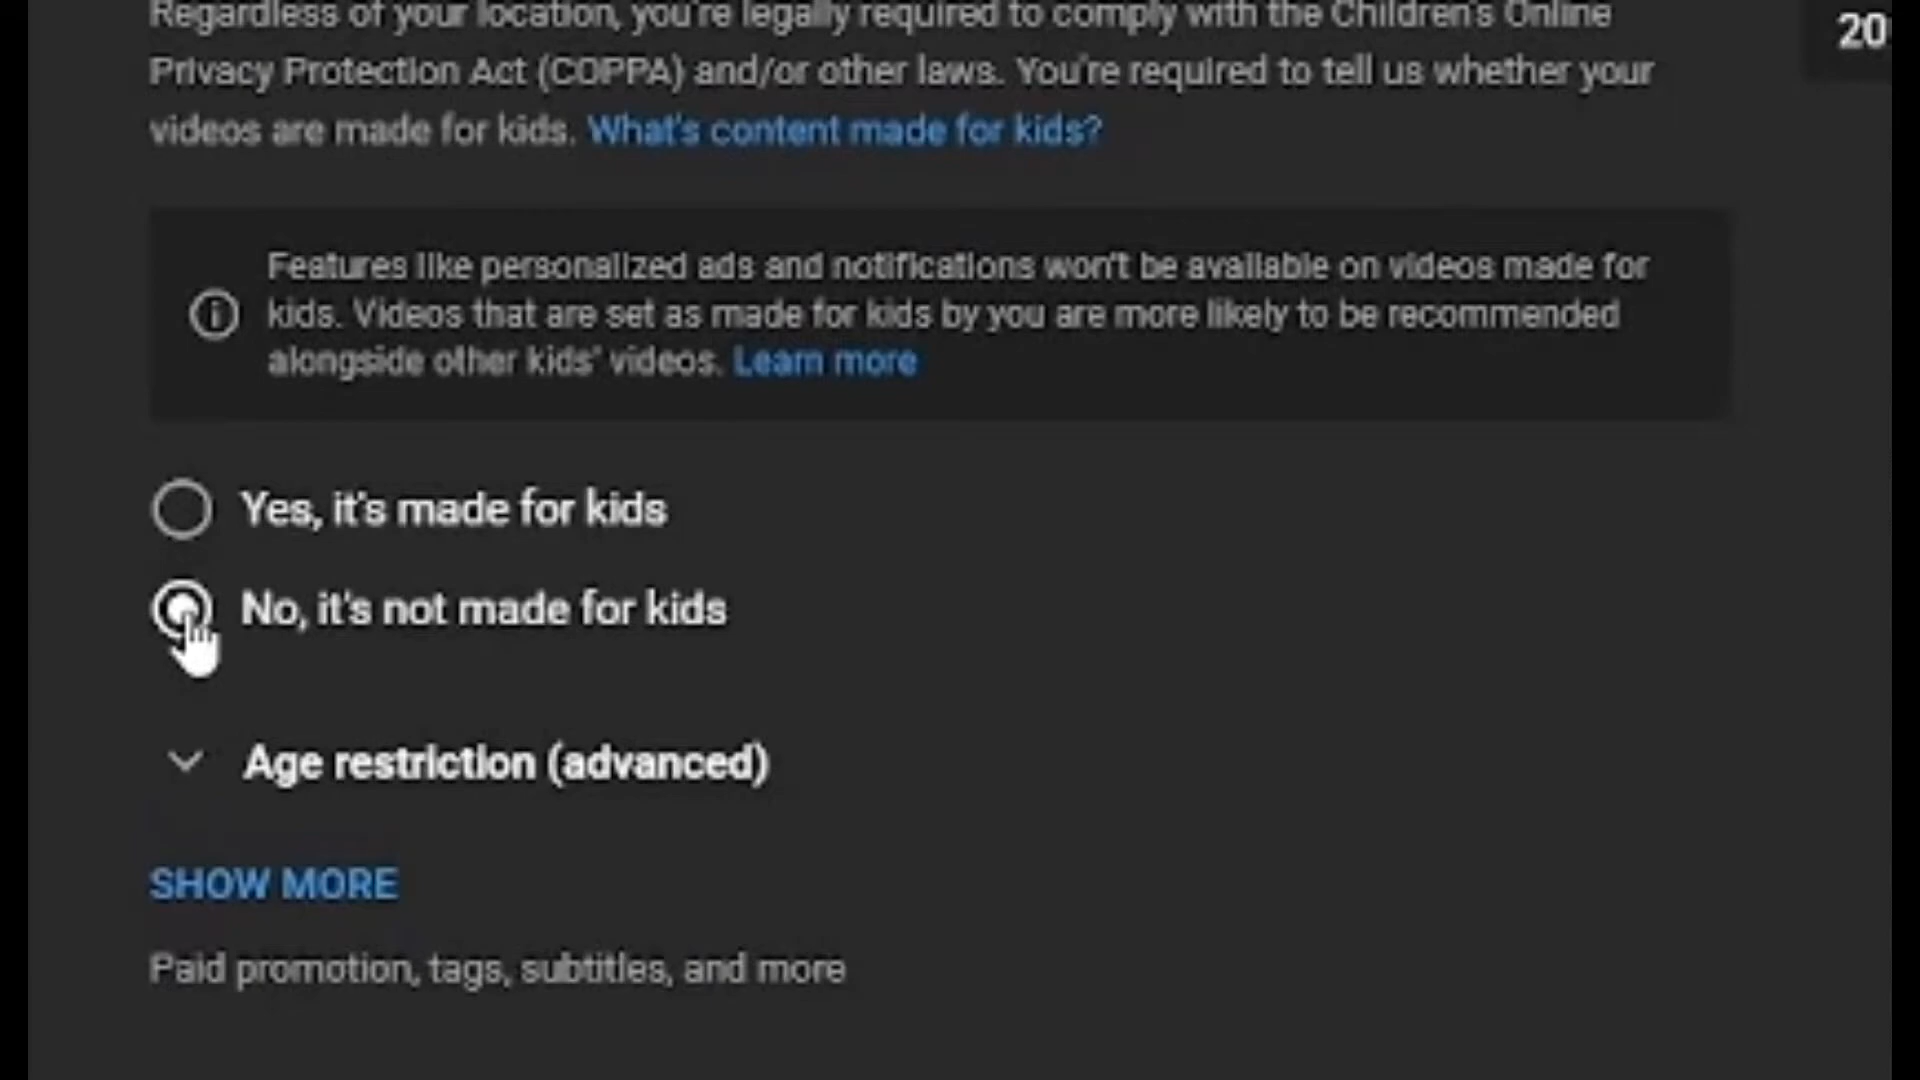 Regardless of your location, you're legally required to comply with the Children's Online
Privacy Protection Act (COPPA) and/or other laws. You're required to tell us whether your
videos are made for kids. What's content made for kids?
Features like personalized ads and notifications won't be available on videos made for
kids. Videos that are set as made for kids by you are more likely to be recommended
alongside other kids' videos. Learn more
Yes, it's made for kids
No, it's not made for kids
Age restriction (advanced)
SHOW MORE
Paid promotion, tags, subtitles, and more
20